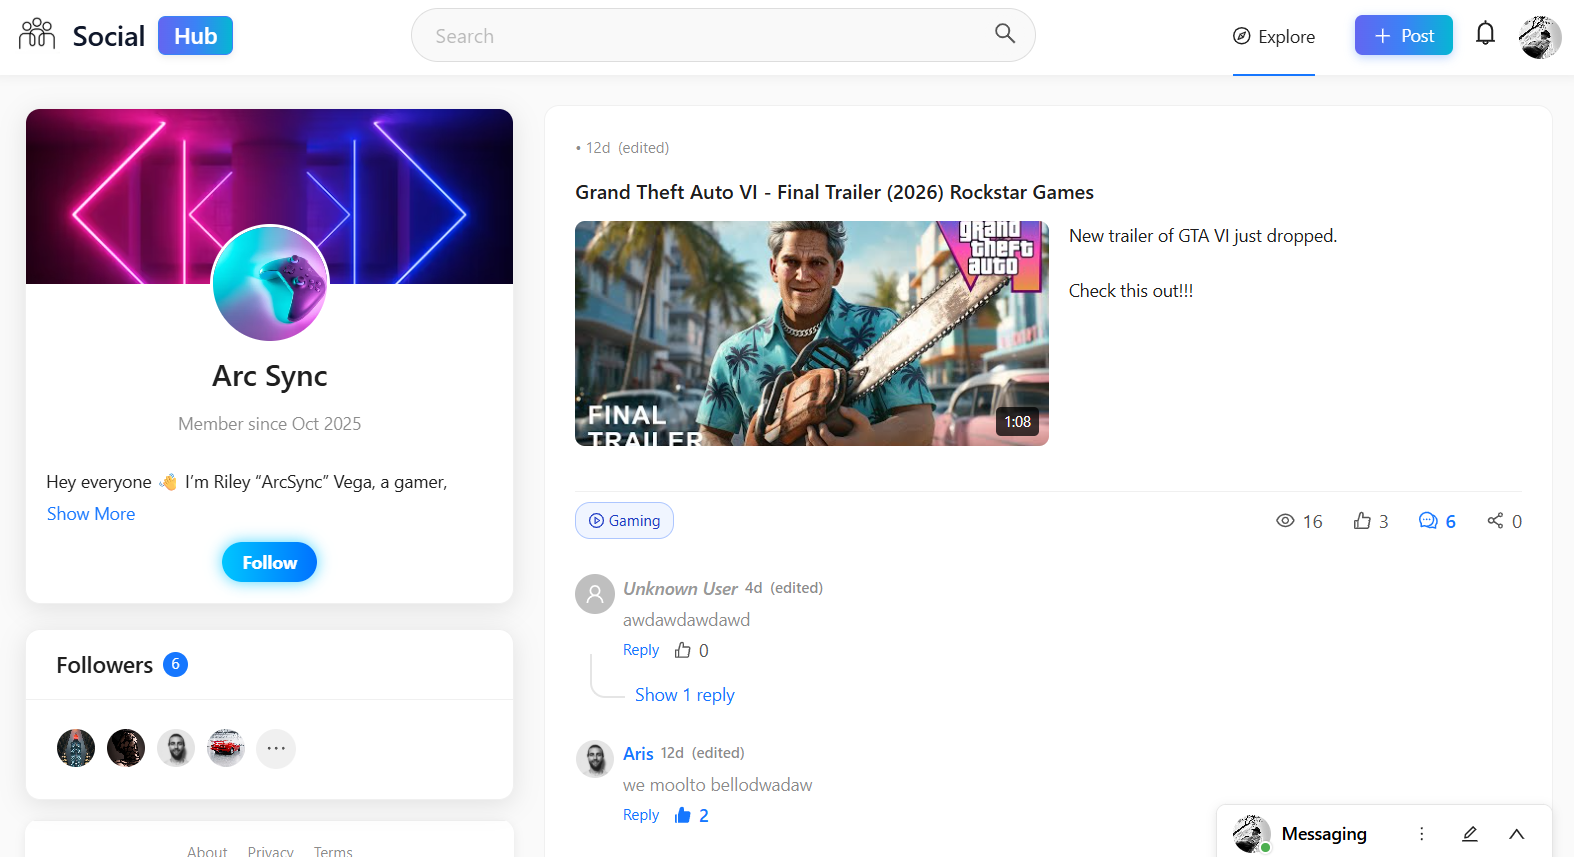 Social Hub
Search
Explore
Post
Arc Sync
Member since Oct 2025
Hey everyone 👋 I’m Riley “ArcSync” Vega, a gamer,
Show More
Follow
Followers 6
About Privacy Terms
• 12d (edited)
Grand Theft Auto VI - Final Trailer (2026) Rockstar Games
grand
theft
auto
VI
FINAL
TRAILER
1:08
New trailer of GTA VI just dropped.
Check this out!!!
Gaming
16 3 6 0
Unknown User 4d (edited)
awdawdawdawd
Reply 0
Show 1 reply
Aris 12d (edited)
we moolto bellodwadaw
Reply 2
Messaging